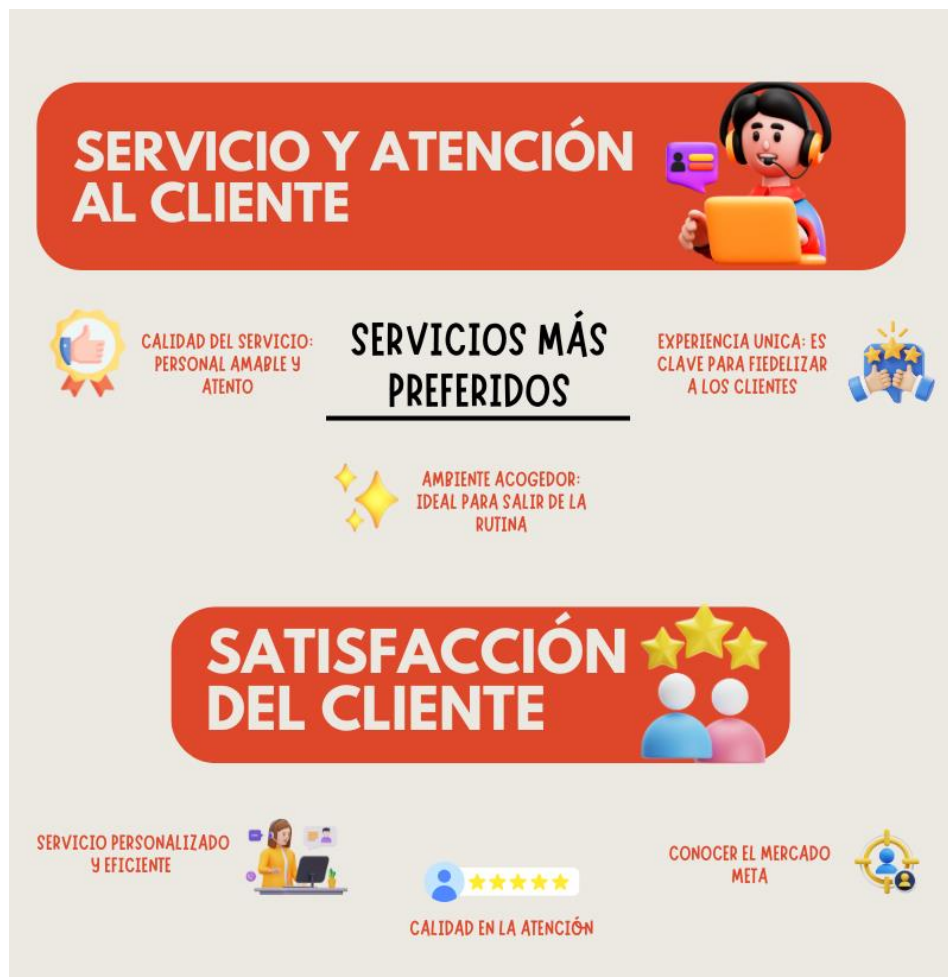 SERVICIO Y ATENCIÓN
AL CLIENTE
SERVICIOS MÁS
PREFERIDOS
CALIDAD DEL SERVICIO:
PERSONAL AMABLE Y
ATENTO
EXPERIENCIA UNICA: ES
CLAVE PARA FIEDELIZAR
A LOS CLIENTES
AMBIENTE ACOGEDOR:
IDEAL PARA SALIR DE LA
RUTINA
SATISFACCIÓN
DEL CLIENTE
SERVICIO PERSONALIZADO
Y EFICIENTE
CALIDAD EN LA ATENCIÓN
CONOCER EL MERCADO
META